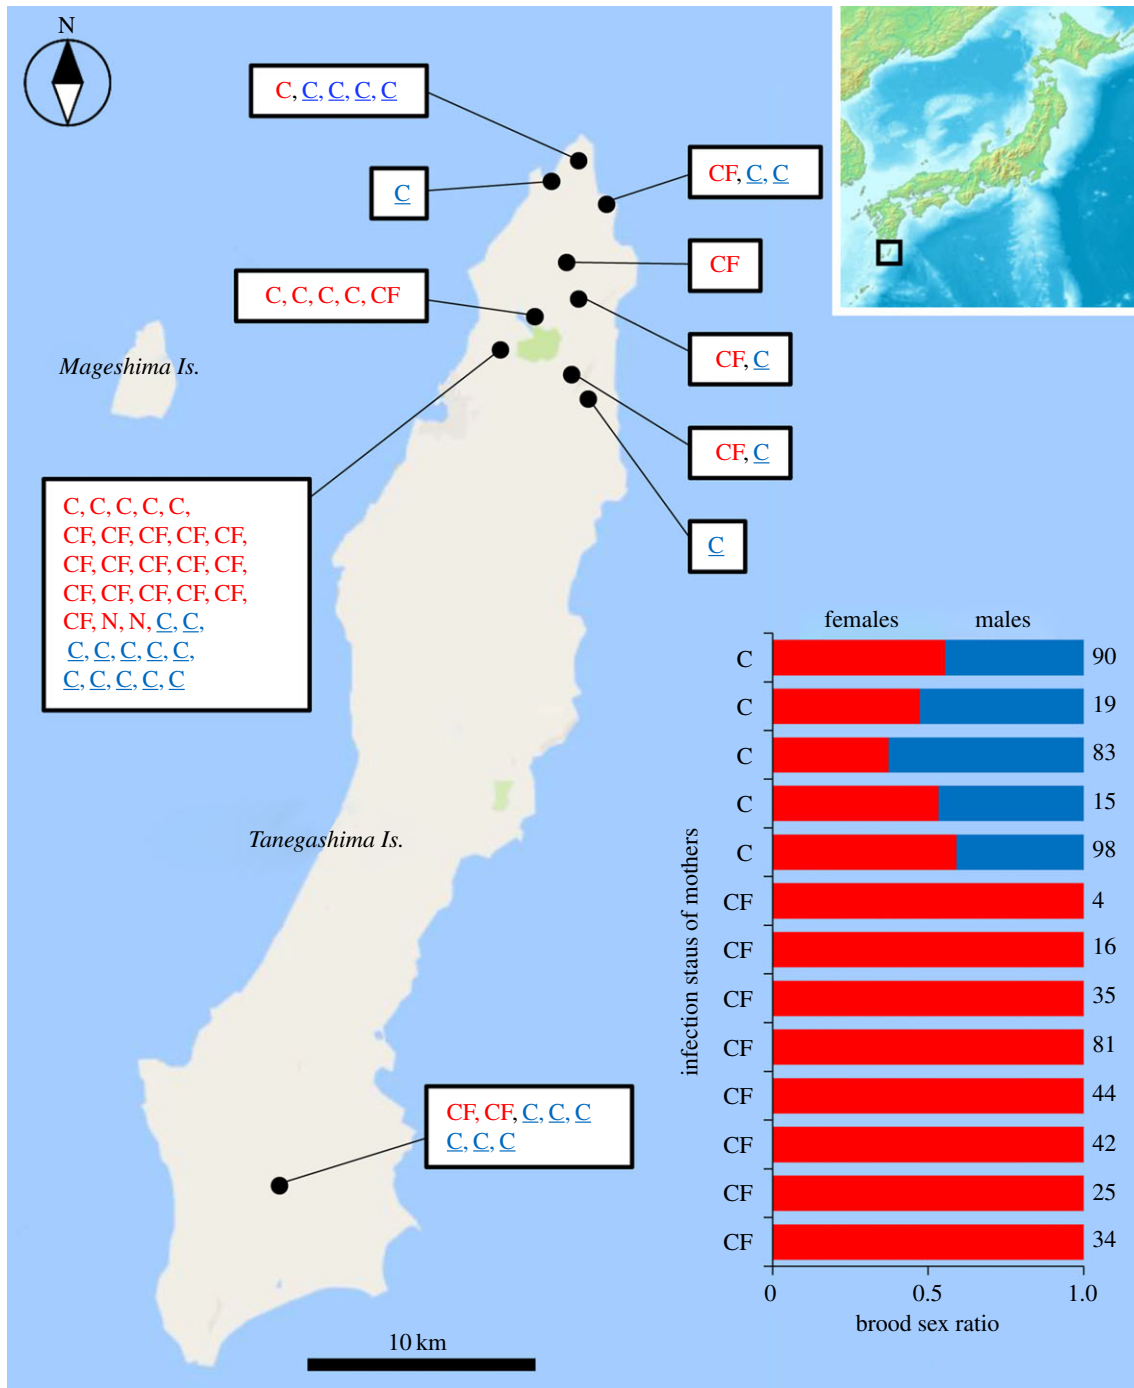 N
C, C, C, C, C
C
CF, C, C
CF
C, C, C, C, CF
CF, C
Mageshima Is.
CF, C
C, C, C, C, C,
CF, CF, CF, CF, CF,
CF, CF, CF, CF, CF,
CF, CF, CF, CF, CF,
CF, N, N, C, C,
C, C, C, C, C,
C, C, C, C, C
C
Tanegashima Is.
CF, CF, C, C, C
C, C, C
10 km
females males
infection staus of mothers
C 90
C 19
C 83
C 15
C 98
CF 4
CF 16
CF 35
CF 81
CF 44
CF 42
CF 25
CF 34
0 0.5 1.0
brood sex ratio